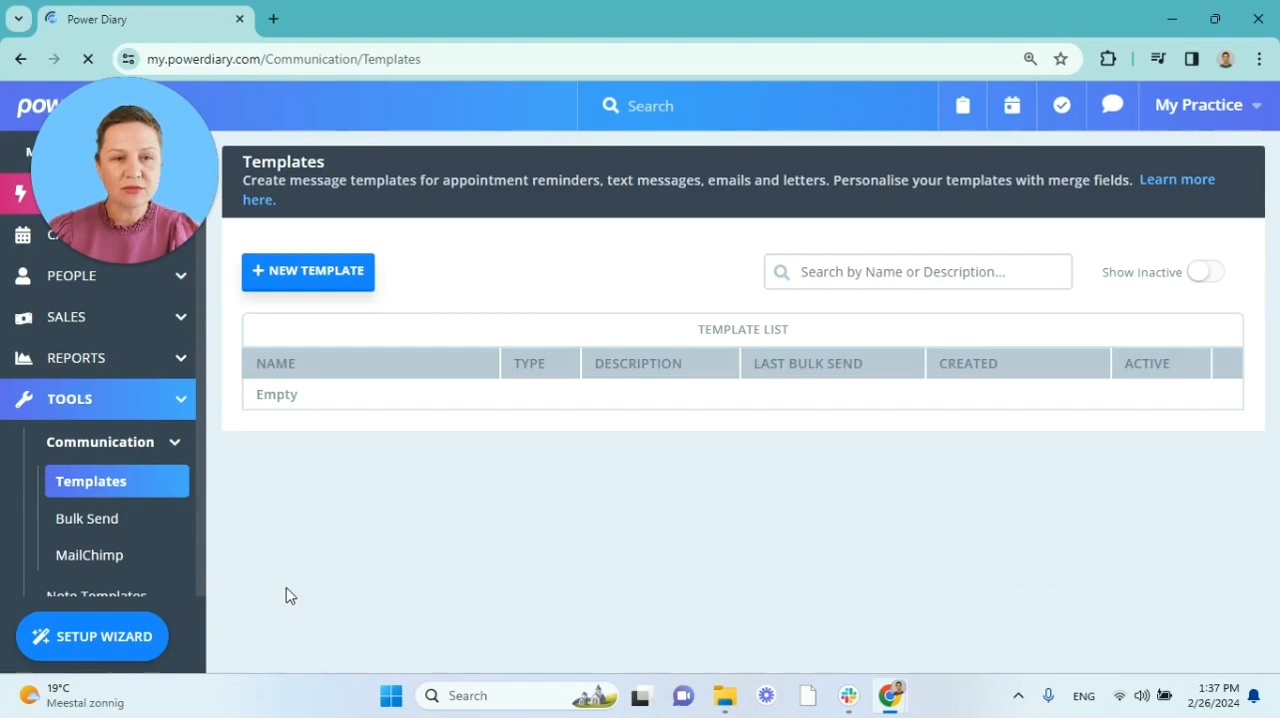 Power Diary
my.powerdiary.com/Communication/Templates
pow
Search
My Practice
M
Templates
Create message templates for appointment reminders, text messages, emails and letters. Personalise your templates with merge fields. Learn more
here.
C
PEOPLE
SALES
REPORTS
TOOLS
Communication
Templates
Bulk Send
MailChimp
Note Templates
SETUP WIZARD
+ NEW TEMPLATE
Search by Name or Description...
Show Inactive
TEMPLATE LIST
NAME TYPE DESCRIPTION LAST BULK SEND CREATED ACTIVE
Empty
19°C
Meestal zonnig
Search
ENG
1:37 PM
2/26/2024